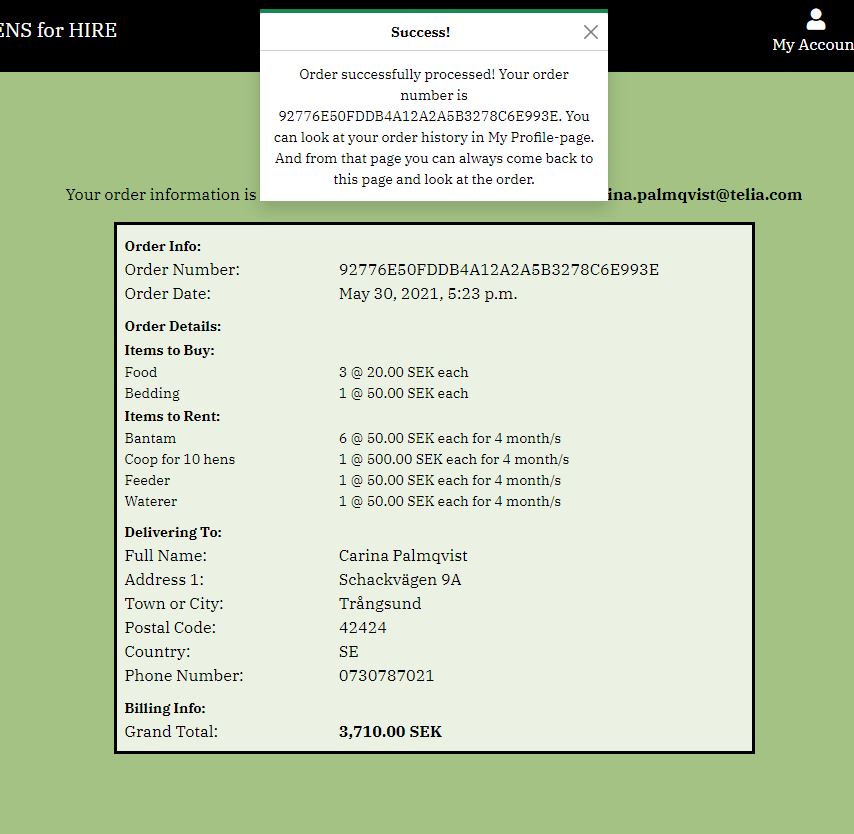 ENS for HIRE
My Accoun
Success!
Order successfully processed! Your order
number is
92776E50FDDB4A12A2A5B3278C6E993E. You
can look at your order history in My Profile-page.
And from that page you can always come back to
this page and look at the order.
Your order information is ina.palmqvist@telia.com
Order Info:
Order Number: 92776E50FDDB4A12A2A5B3278C6E993E
Order Date: May 30, 2021, 5:23 p.m.
Order Details:
Items to Buy:
Food 3 @ 20.00 SEK each
Bedding 1 @ 50.00 SEK each
Items to Rent:
Bantam 6 @ 50.00 SEK each for 4 month/s
Coop for 10 hens 1 @ 500.00 SEK each for 4 month/s
Feeder 1 @ 50.00 SEK each for 4 month/s
Waterer 1 @ 50.00 SEK each for 4 month/s
Delivering To:
Full Name: Carina Palmqvist
Address 1: Schackvägen 9A
Town or City: Trångsund
Postal Code: 42424
Country: SE
Phone Number: 0730787021
Billing Info:
Grand Total: 3,710.00 SEK